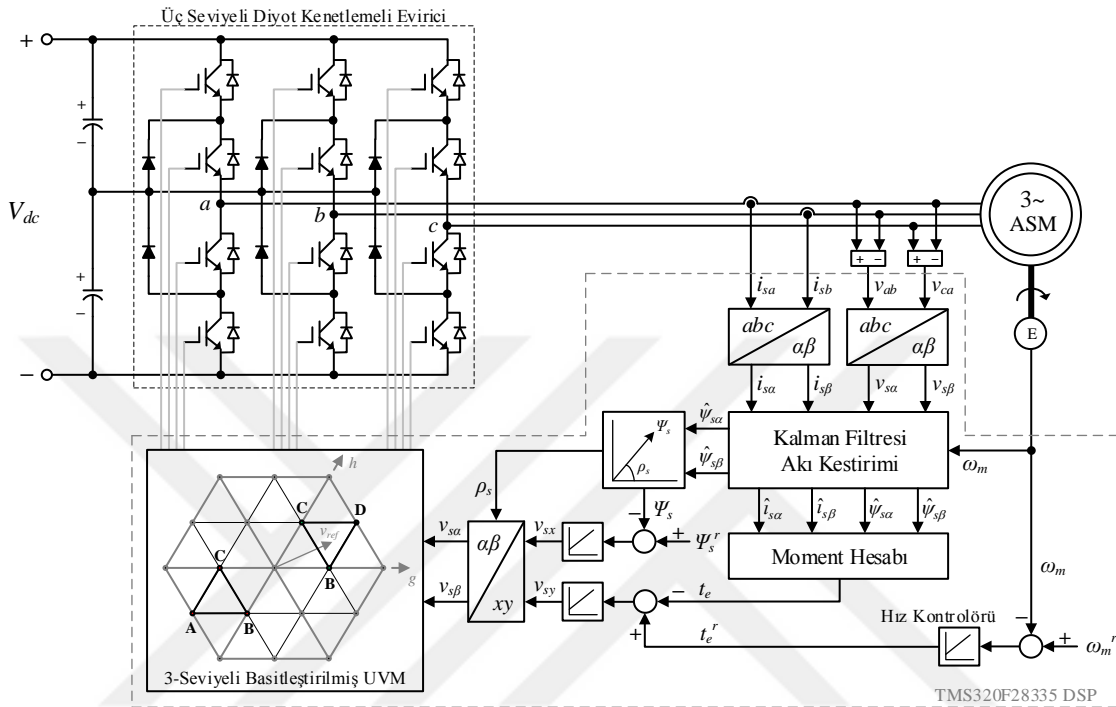 Üç Seviyeli Diyot Kenetlemeli Evirici
+
+
−
V_dc
+
−
−
a
b
c
3~
ASM
+ −
+ −
i_sa
i_sb
v_ab
v_ca
abc
αβ
abc
αβ
E
i_sα
i_sβ
v_sα
v_sβ
Kalman Filtresi
Akı Kestirimi
ω_m
ψ̂_sα
ψ̂_sβ
Ψ_s
ρ_s
î_sα
î_sβ
ψ̂_sα
ψ̂_sβ
Moment Hesabı
ρ_s
Ψ_s
−
+
Ψ_s^r
v_sx
v_sy
αβ
xy
v_sα
v_sβ
−
t_e
+
t_e^r
ω_m
Hız Kontrolörü
−
+
ω_m^r
h
C
D
v_ref
C
B
g
A
B
3-Seviyeli Basitleştirilmiş UVM
TMS320F28335 DSP